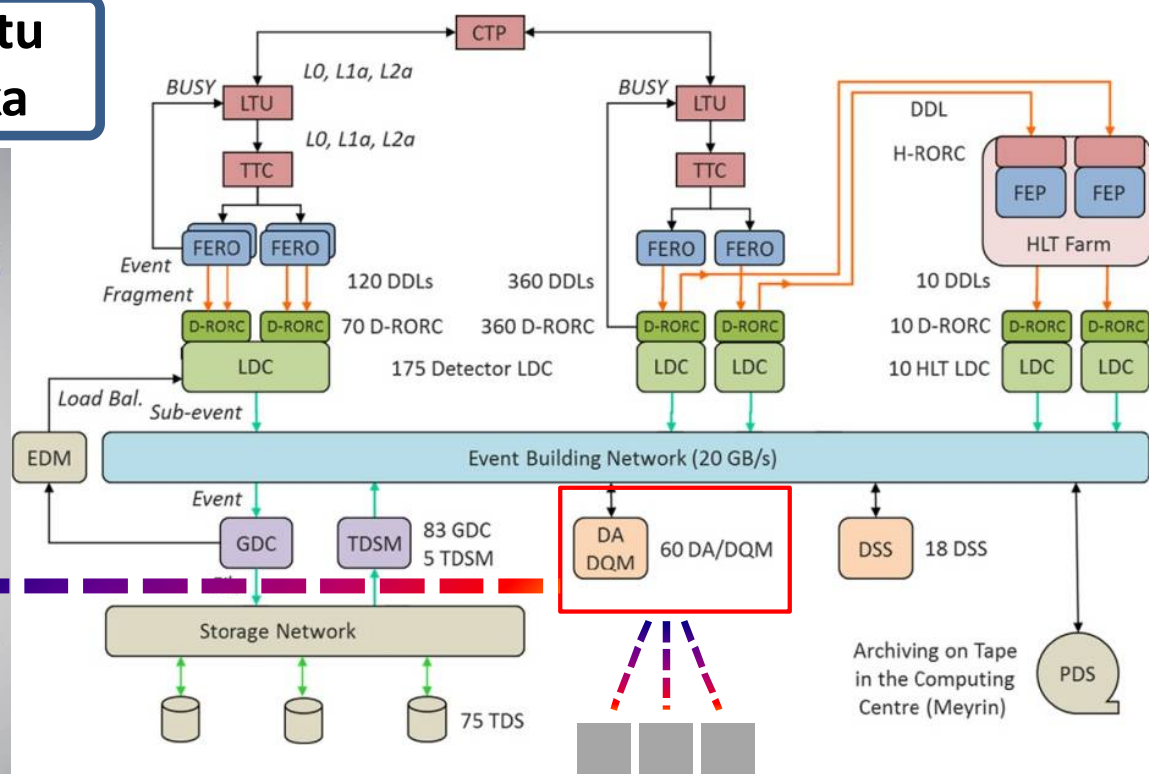 tu
ka
CTP
L0, L1a, L2a
BUSY
LTU
L0, L1a, L2a
TTC
FERO
FERO
Event
Fragment
120 DDLs
D-RORC
D-RORC
70 D-RORC
LDC
175 Detector LDC
Load Bal.
Sub-event
BUSY
LTU
TTC
FERO
FERO
360 DDLs
360 D-RORC
D-RORC
D-RORC
LDC
LDC
DDL
H-RORC
FEP
FEP
HLT Farm
10 DDLs
10 D-RORC
D-RORC
D-RORC
10 HLT LDC
LDC
LDC
EDM
Event Building Network (20 GB/s)
Event
GDC
TDSM
83 GDC
5 TDSM
DA
DQM
60 DA/DQM
DSS
18 DSS
Storage Network
75 TDS
Archiving on Tape
in the Computing
Centre (Meyrin)
PDS